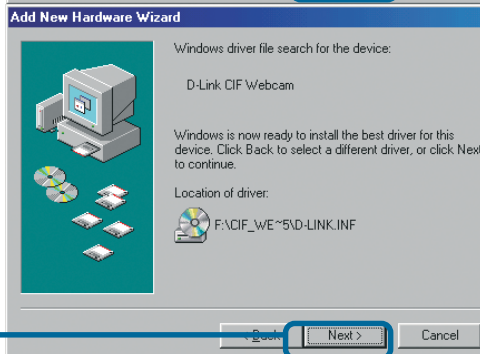 Add New Hardware Wizard
Windows driver file search for the device:
D-Link CIF Webcam
Windows is now ready to install the best driver for this
device. Click Back to select a different driver, or click Next
to continue.
Location of driver:
F:\CIF_WE~5\D-LINK.INF
< Back
Next >
Cancel